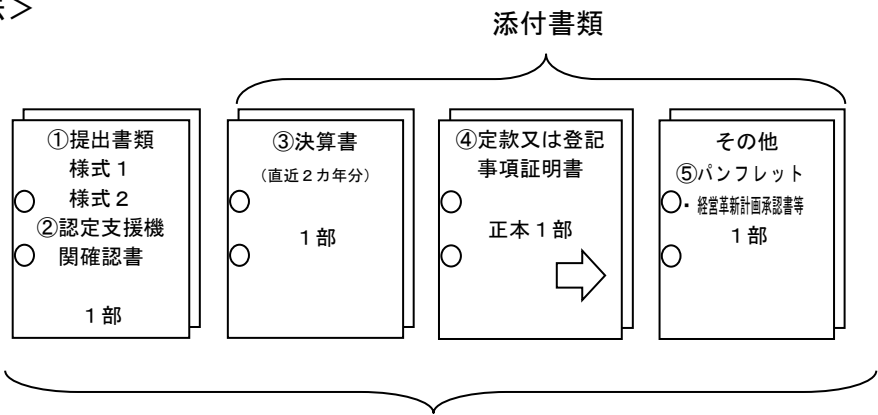 法＞
添付書類
①提出書類
様式１
様式２
②認定支援機
関確認書
１部
③決算書
（直近２カ年分）
１部
④定款又は登記
事項証明書
正本１部
その他
⑤パンフレット
・経営革新計画承認書等
１部